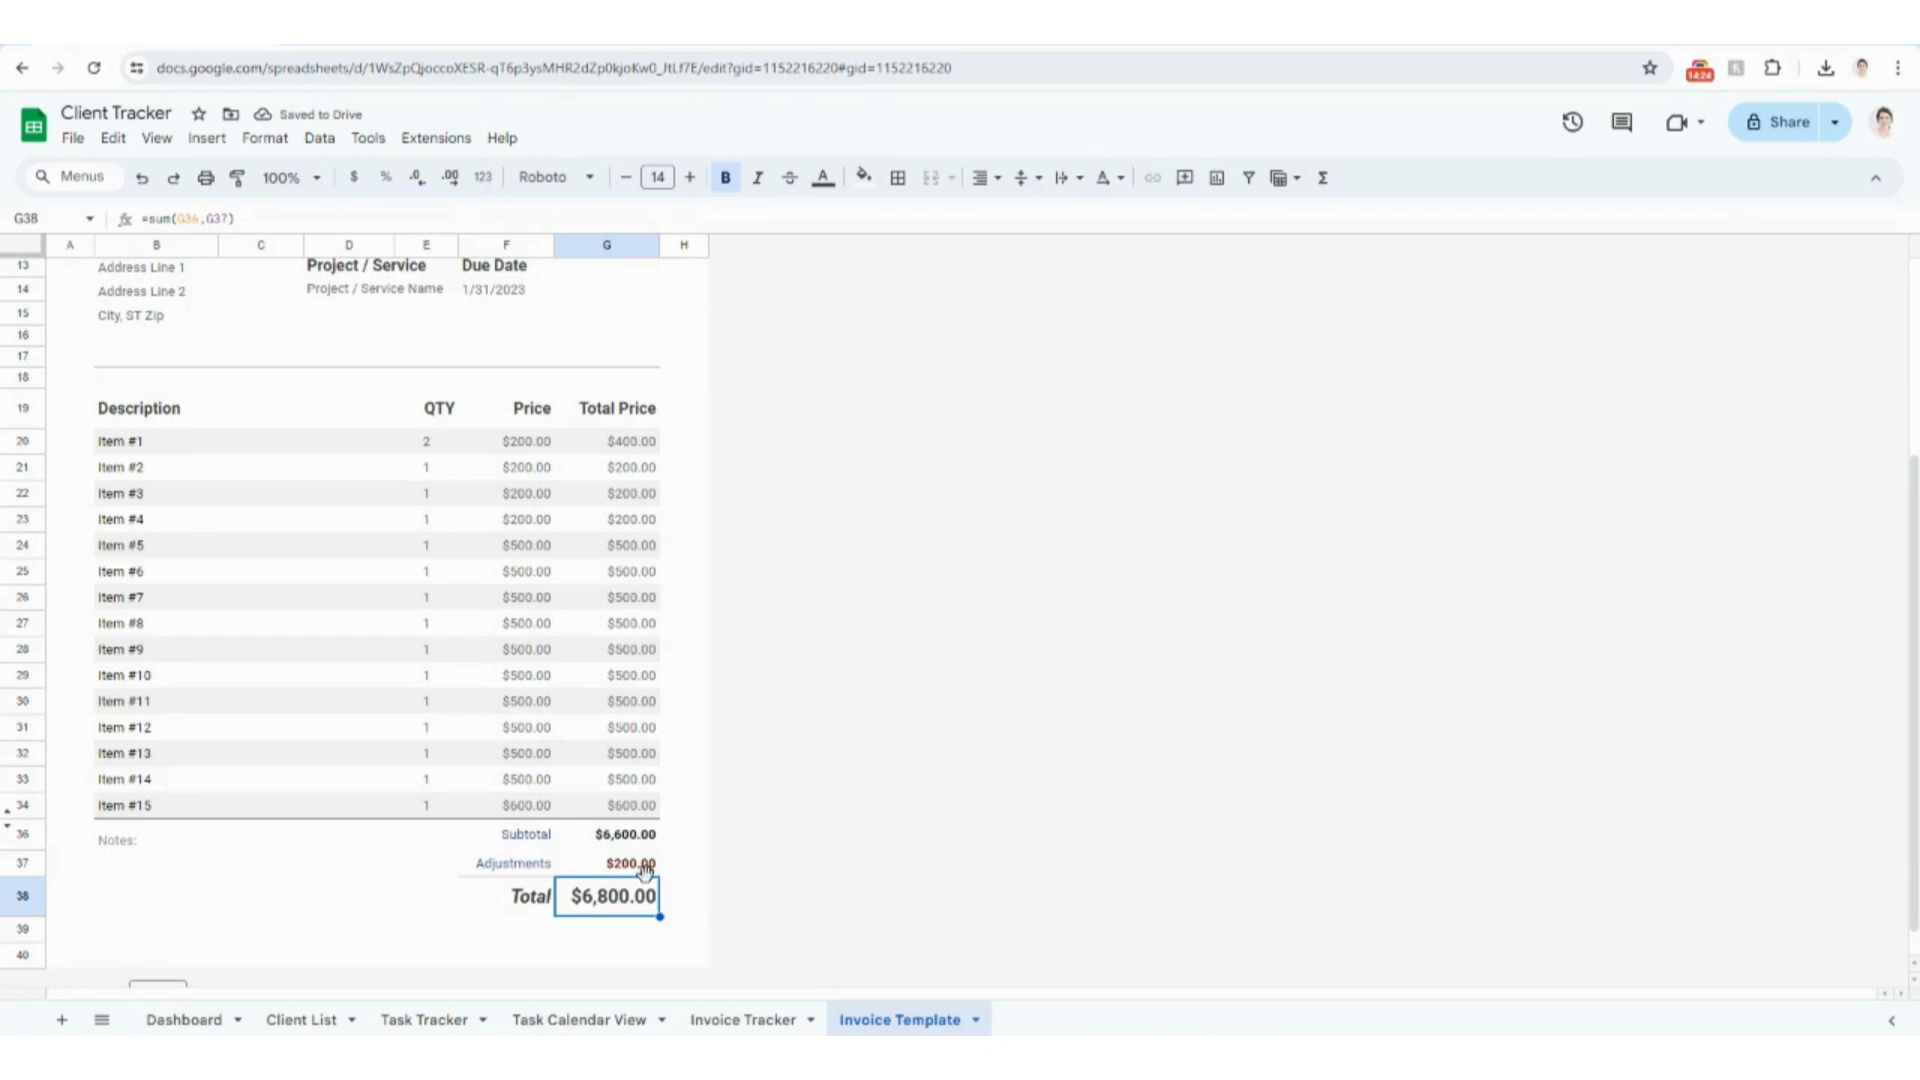 docs.google.com/spreadsheets/d/1WsZpQjoccoXESR-qT6p3ysMHR2dZp0kjoKw0_JtLf7E/edit?gid=1152216220#gid=1152216220
14:24
Client Tracker Saved to Drive
File Edit View Insert Format Data Tools Extensions Help
Share
Menus 100% $ % .0 .00 123 Roboto 14 B I A
G38 fx =sum(G36,G37)
A B C D E F G H
13 Address Line 1 Project / Service Due Date
14 Address Line 2 Project / Service Name 1/31/2023
15 City, ST Zip
16
17
18
19 Description QTY Price Total Price
20 Item #1 2 $200.00 $400.00
21 Item #2 1 $200.00 $200.00
22 Item #3 1 $200.00 $200.00
23 Item #4 1 $200.00 $200.00
24 Item #5 1 $500.00 $500.00
25 Item #6 1 $500.00 $500.00
26 Item #7 1 $500.00 $500.00
27 Item #8 1 $500.00 $500.00
28 Item #9 1 $500.00 $500.00
29 Item #10 1 $500.00 $500.00
30 Item #11 1 $500.00 $500.00
31 Item #12 1 $500.00 $500.00
32 Item #13 1 $500.00 $500.00
33 Item #14 1 $500.00 $500.00
34 Item #15 1 $600.00 $600.00
36 Notes: Subtotal $6,600.00
37 Adjustments $200.00
38 Total $6,800.00
39
40
Dashboard Client List Task Tracker Task Calendar View Invoice Tracker Invoice Template